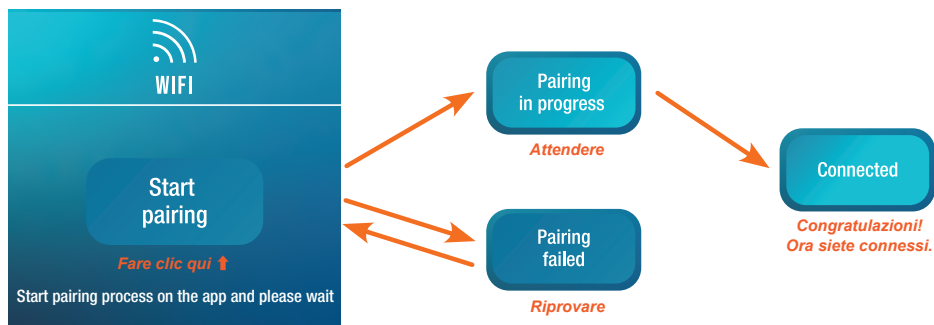 WIFI
Start
pairing
Fare clic qui ⬆
Start pairing process on the app and please wait
Pairing
in progress
Attendere
Pairing
failed
Riprovare
Connected
Congratulazioni!
Ora siete connessi.